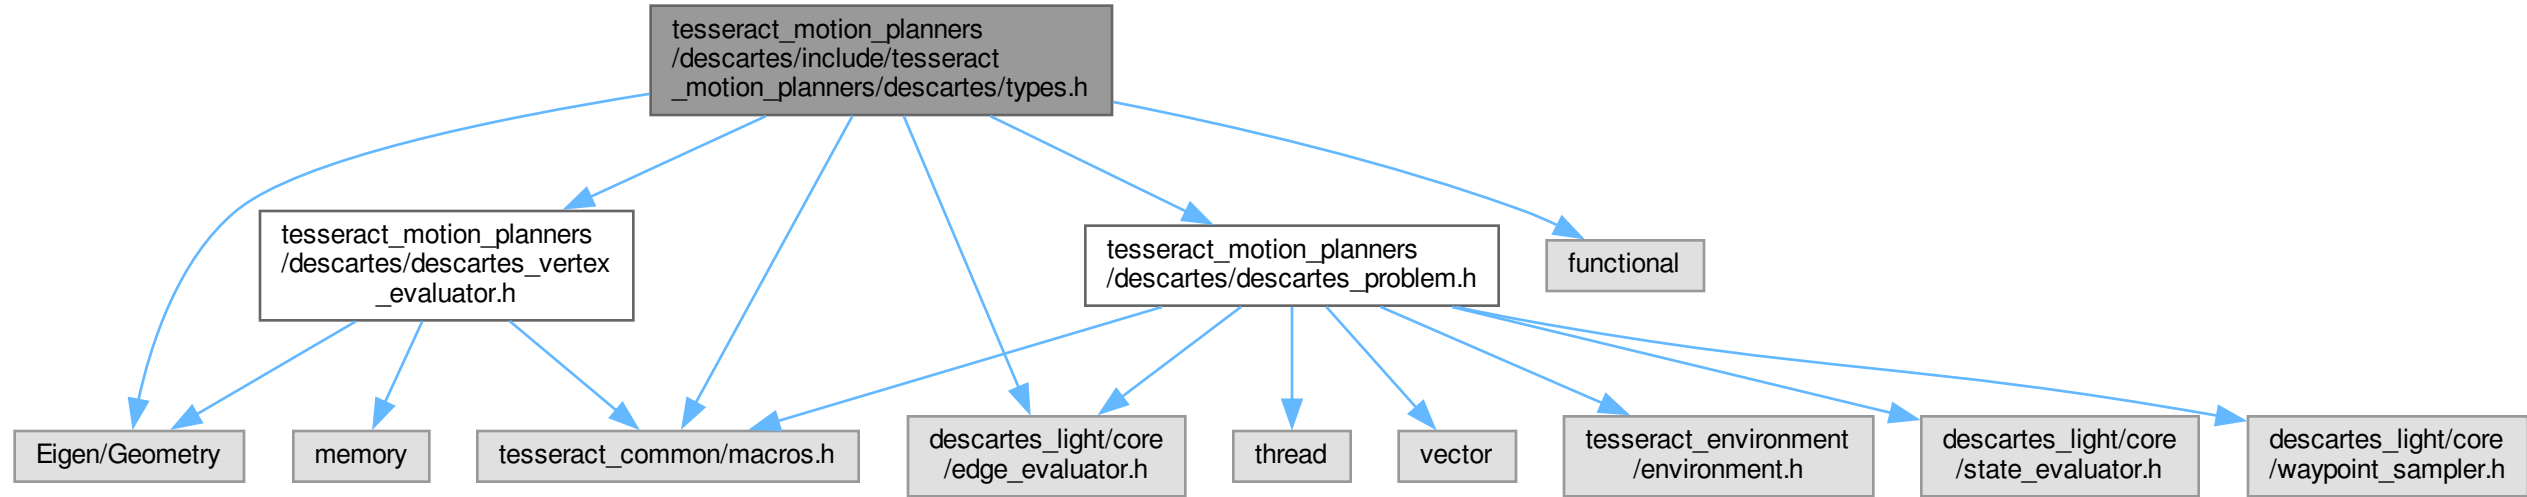 tesseract_motion_planners
/descartes/include/tesseract
_motion_planners/descartes/types.h
tesseract_motion_planners
/descartes/descartes_vertex
_evaluator.h
tesseract_motion_planners
/descartes/descartes_problem.h
functional
Eigen/Geometry
memory
tesseract_common/macros.h
descartes_light/core
/edge_evaluator.h
thread
vector
tesseract_environment
/environment.h
descartes_light/core
/state_evaluator.h
descartes_light/core
/waypoint_sampler.h